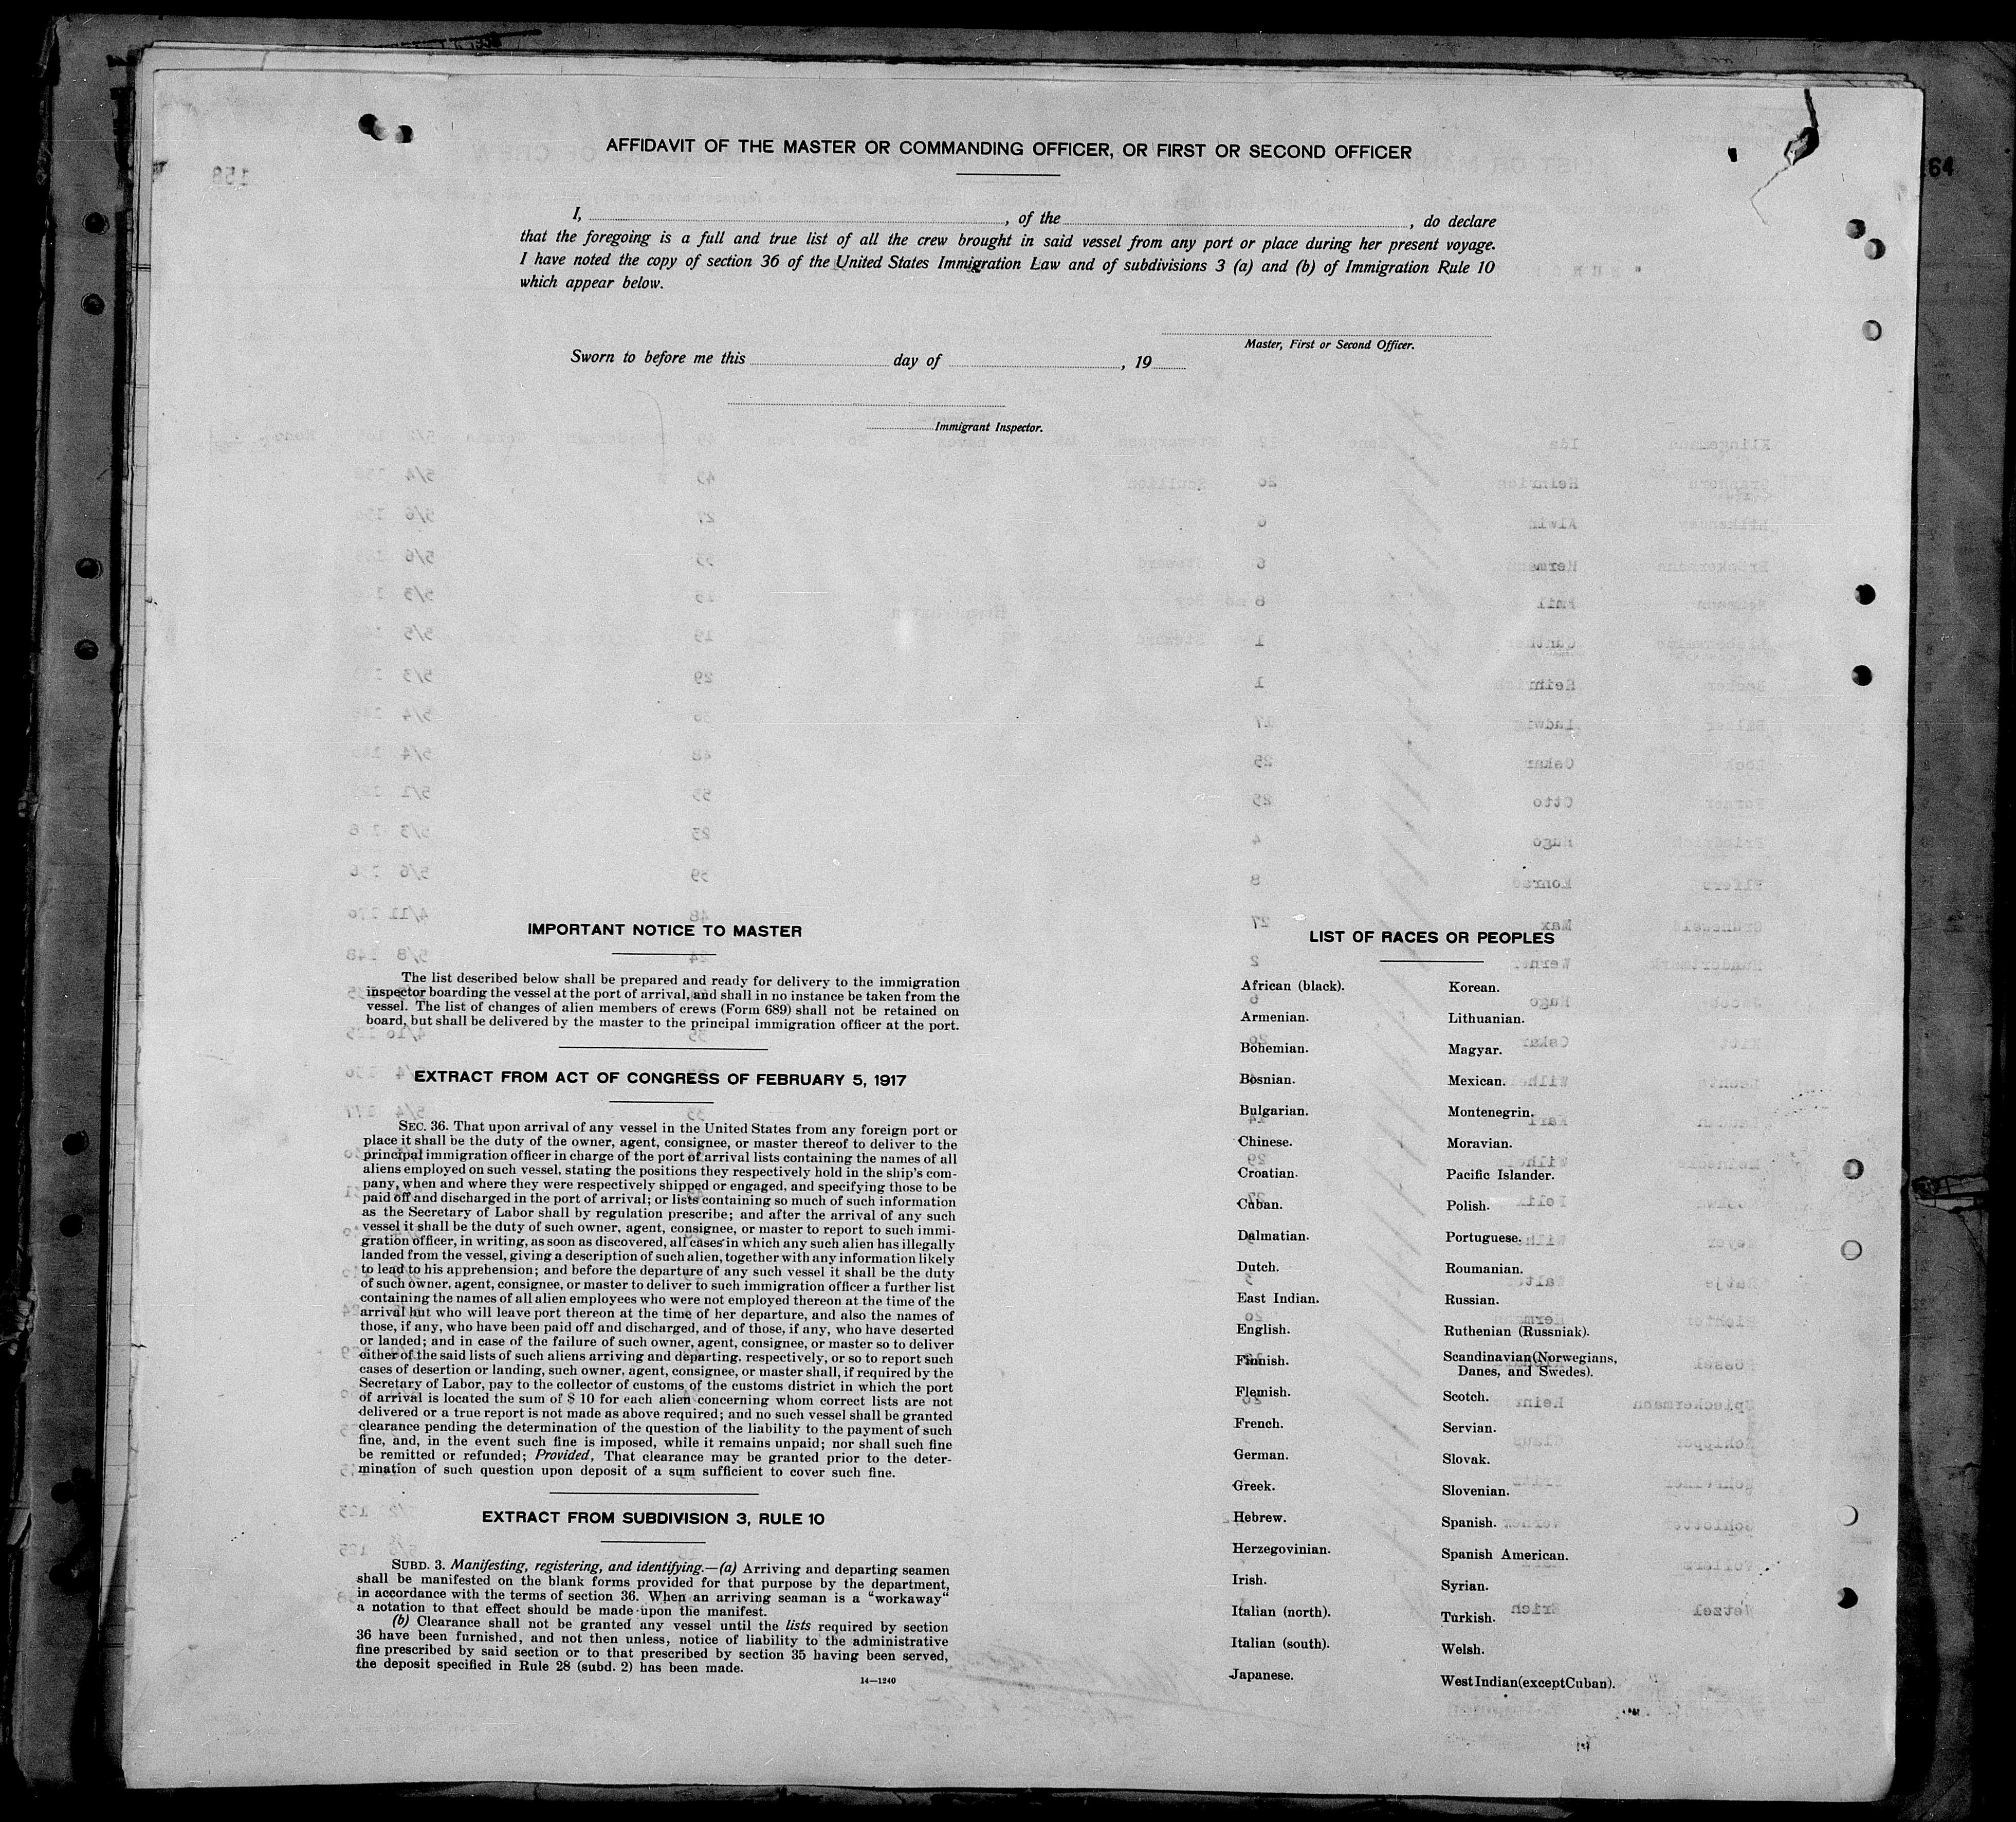 AFFIDAVIT OF THE MASTER OR COMMANDING OFFICER, OR FIRST OR SECOND OFFICER
64
I, , of the , do declare
that the foregoing is a full and true list of all the crew brought in said vessel from any port or place during her present voyage.
I have noted the copy of section 36 of the United States Immigration Law and of subdivisions 3 (a) and (b) of Immigration Rule 10
which appear below.
Master, First or Second Officer.
Sworn to before me this day of , 19
Immigrant Inspector.
IMPORTANT NOTICE TO MASTER
The list described below shall be prepared and ready for delivery to the immigration
inspector boarding the vessel at the port of arrival, and shall in no instance be taken from the
vessel. The list of changes of alien members of crews (Form 689) shall not be retained on
board, but shall be delivered by the master to the principal immigration officer at the port.
EXTRACT FROM ACT OF CONGRESS OF FEBRUARY 5, 1917
SEC. 36. That upon arrival of any vessel in the United States from any foreign port or
place it shall be the duty of the owner, agent, consignee, or master thereof to deliver to the
principal immigration officer in charge of the port of arrival lists containing the names of all
aliens employed on such vessel, stating the positions they respectively hold in the ship's com-
pany, when and where they were respectively shipped or engaged, and specifying those to be
paid off and discharged in the port of arrival; or lists containing so much of such information
as the Secretary of Labor shall by regulation prescribe; and after the arrival of any such
vessel it shall be the duty of such owner, agent, consignee, or master to report to such immi-
gration officer, in writing, as soon as discovered, all cases in which any such alien has illegally
landed from the vessel, giving a description of such alien, together with any information likely
to lead to his apprehension; and before the departure of any such vessel it shall be the duty
of such owner, agent, consignee, or master to deliver to such immigration officer a further list
containing the names of all alien employees who were not employed thereon at the time of the
arrival but who will leave port thereon at the time of her departure, and also the names of
those, if any, who have been paid off and discharged, and of those, if any, who have deserted
or landed; and in case of the failure of such owner, agent, consignee, or master so to deliver
either of the said lists of such aliens arriving and departing, respectively, or so to report such
cases of desertion or landing, such owner, agent, consignee, or master shall, if required by the
Secretary of Labor, pay to the collector of customs of the customs district in which the port
of arrival is located the sum of $ 10 for each alien concerning whom correct lists are not
delivered or a true report is not made as above required; and no such vessel shall be granted
clearance pending the determination of the question of the liability to the payment of such
fine, and, in the event such fine is imposed, while it remains unpaid; nor shall such fine
be remitted or refunded; Provided, That clearance may be granted prior to the deter-
mination of such question upon deposit of a sum sufficient to cover such fine.
EXTRACT FROM SUBDIVISION 3, RULE 10
SUBD. 3. Manifesting, registering, and identifying.—(a) Arriving and departing seamen
shall be manifested on the blank forms provided for that purpose by the department,
in accordance with the terms of section 36. When an arriving seaman is a "workaway"
a notation to that effect should be made upon the manifest.
(b) Clearance shall not be granted any vessel until the lists required by section
36 have been furnished, and not then unless, notice of liability to the administrative
fine prescribed by said section or to that prescribed by section 35 having been served,
the deposit specified in Rule 28 (subd. 2) has been made.
14—1240
LIST OF RACES OR PEOPLES
African (black).
Armenian.
Bohemian.
Bosnian.
Bulgarian.
Chinese.
Croatian.
Cuban.
Dalmatian.
Dutch.
East Indian.
English.
Finnish.
Flemish.
French.
German.
Greek.
Hebrew.
Herzegovinian.
Irish.
Italian (north).
Italian (south).
Japanese.
Korean.
Lithuanian.
Magyar.
Mexican.
Montenegrin.
Moravian.
Pacific Islander.
Polish.
Portuguese.
Roumanian.
Russian.
Ruthenian (Russniak).
Scandinavian (Norwegians,
Danes, and Swedes).
Scotch.
Servian.
Slovak.
Slovenian.
Spanish.
Spanish American.
Syrian.
Turkish.
Welsh.
West Indian (except Cuban).